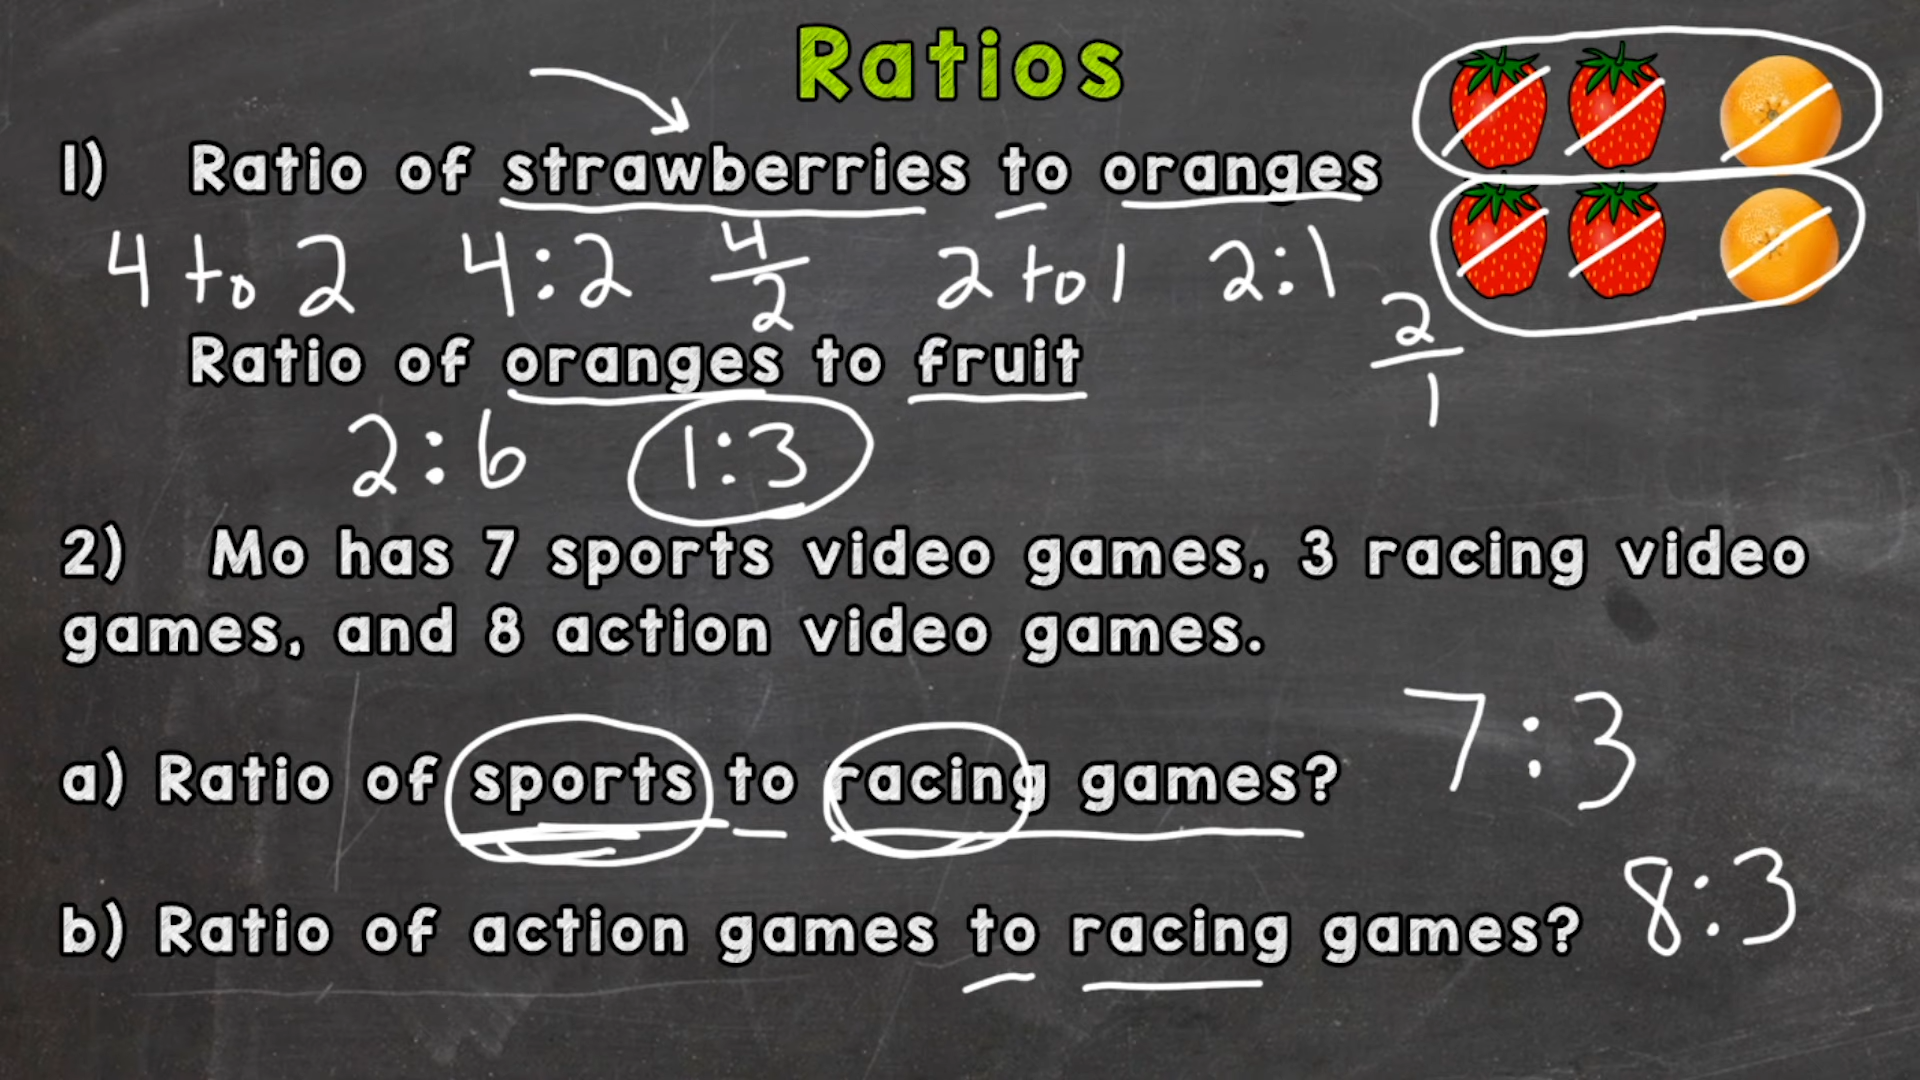 Ratios
1) Ratio of strawberries to oranges
4 to 2 4:2 4/2 2 to 1 2:1 2/1
Ratio of oranges to fruit
2:6 1:3
2) Mo has 7 sports video games, 3 racing video
games, and 8 action video games.
a) Ratio of sports to racing games? 7:3
b) Ratio of action games to racing games? 8:3